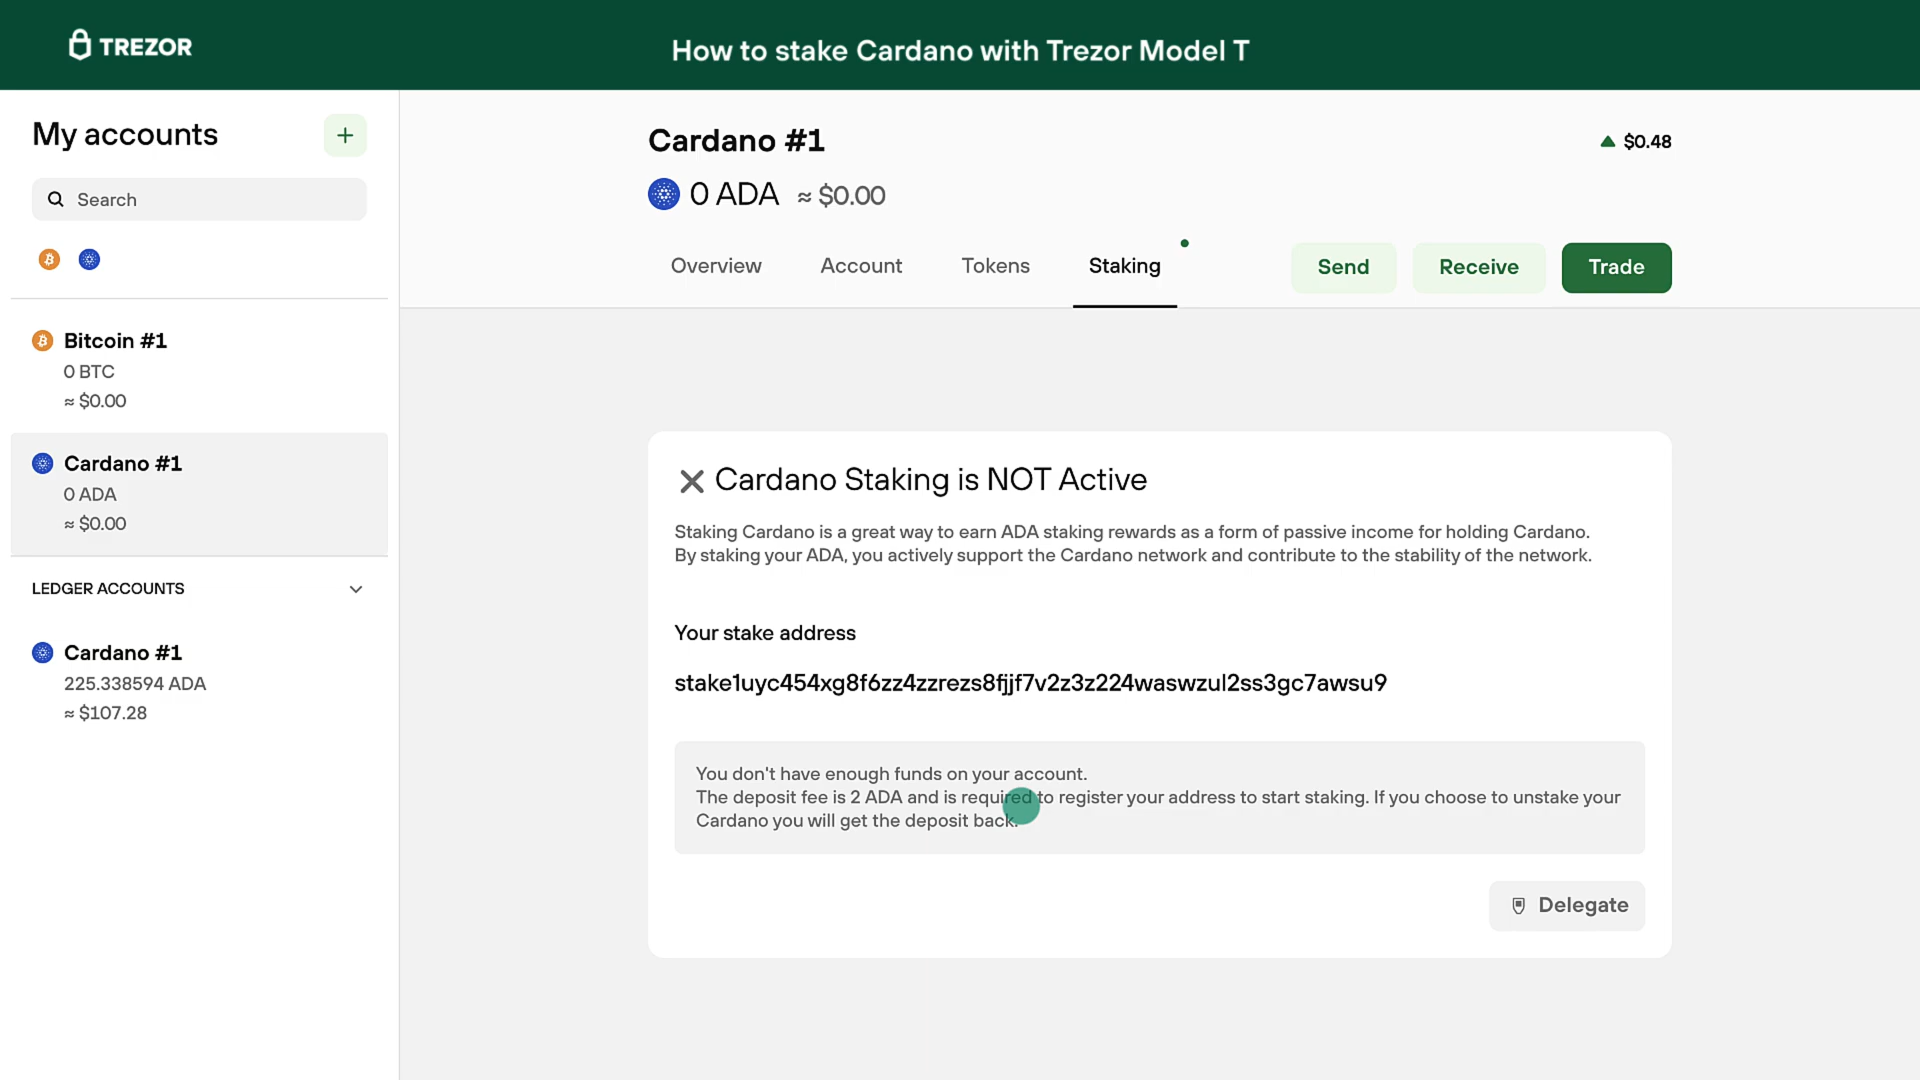 TREZOR
How to stake Cardano with Trezor Model T
My accounts
+
Search
Bitcoin #1
0 BTC
≈ $0.00
Cardano #1
0 ADA
≈ $0.00
LEDGER ACCOUNTS
Cardano #1
225.338594 ADA
≈ $107.28
Cardano #1
$0.48
0 ADA ≈ $0.00
Overview Account Tokens Staking Send Receive Trade
Cardano Staking is NOT Active
Staking Cardano is a great way to earn ADA staking rewards as a form of passive income for holding Cardano.
By staking your ADA, you actively support the Cardano network and contribute to the stability of the network.
Your stake address
stake1uyc454xg8f6zz4zzrezs8fjjf7v2z3z224waswzul2ss3gc7awsu9
You don't have enough funds on your account.
The deposit fee is 2 ADA and is required to register your address to start staking. If you choose to unstake your
Cardano you will get the deposit back.
Delegate